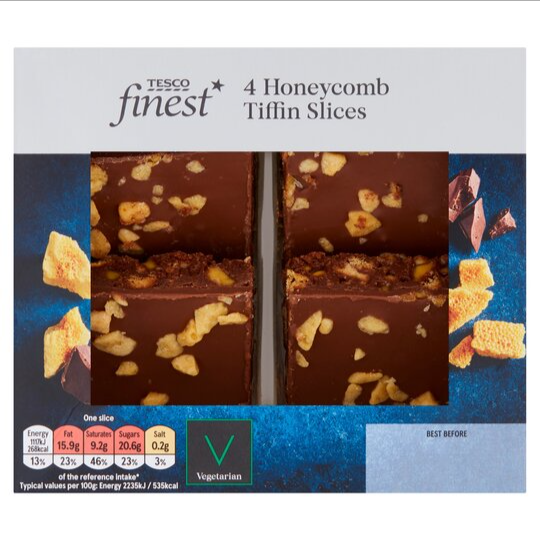 TESCO
finest*
4 Honeycomb
Tiffin Slices
One slice
Energy
1117kJ
268kcal
13%
Fat
15.9g
23%
Saturates
9.2g
46%
Sugars
20.6g
23%
Salt
0.2g
3%
of the reference intake*
Typical values per 100g: Energy 2235kJ / 535kcal
V
Vegetarian
BEST BEFORE